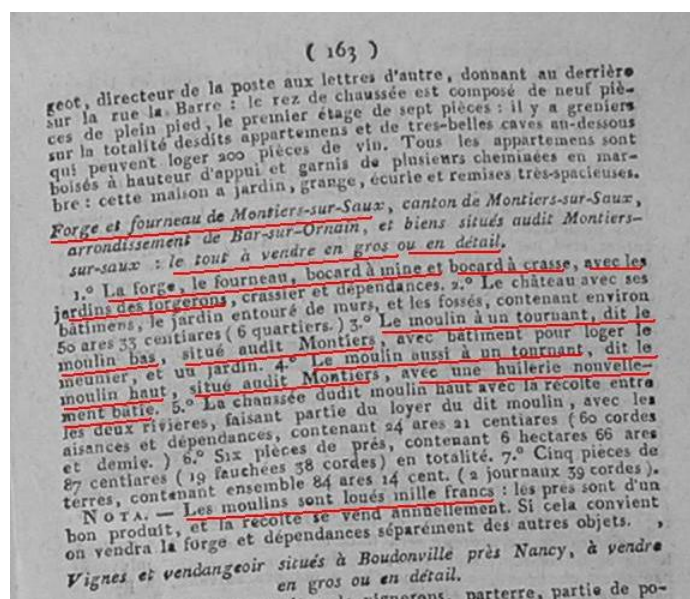 ( 163 )
geot, directeur de la poste aux lettres d'autre, donnant au derrière
sur la rue la Barre : le rez de chaussée est composé de neuf piè-
ces de plein pied, le premier étage de sept pièces : il y a greniers
sur la totalité desdits appartemens et de tres-belles caves au-dessous
qui peuvent loger 200 pièces de vin. Tous les appartemens sont
boisés à hauteur d'appui et garnis de plusieurs cheminées en mar-
bre : cette maison a jardin, grange, écurie et remises très-spacieuses.
Forge et fourneau de Montiers-sur-Saux, canton de Montiers-sur-Saux,
arrondissement de Bar-sur-Ornain, et biens situés audit Montiers-
sur-saux : le tout à vendre en gros ou en détail.
1.º La forge, le fourneau, bocard à mine et bocard à crasse, avec les
jardins des forgerons, crassier et dépendances. 2.º Le château avec ses
bâtimens, le jardin entouré de murs, et les fossés, contenant environ
50 ares 33 centiares ( 6 quartiers. ) 3.º Le moulin à un tournant, dit le
moulin bas, situé audit Montiers, avec bâtiment pour loger le
meunier, et un jardin. 4.º Le moulin aussi à un tournant, dit le
moulin haut, situé audit Montiers, avec une huilerie nouvelle-
ment batie. 5.º La chaussée dudit moulin haut avec la récolte entre
les deux rivières, faisant partie du loyer du dit moulin, avec les
aisances et dépendances, contenant 24 ares 21 centiares ( 60 cordes
et demie. ) 6.º Six pièces de prés, contenant 6 hectares 66 ares
87 centiares ( 19 fauchées 38 cordes ) en totalité. 7.º Cinq pièces de
terres, contenant ensemble 84 ares 14 cent. ( 2 journaux 39 cordes ).
NOTA. — Les moulins sont loués mille francs : les prés sont d'un
bon produit, et la récolte se vend annuellement. Si cela convient
on vendra la forge et dépendances séparément des autres objets.
Vignes et vendangeoir situés à Boudonville près Nancy, à vendre
en gros ou en détail.
vignerons, parterre, partie de po-